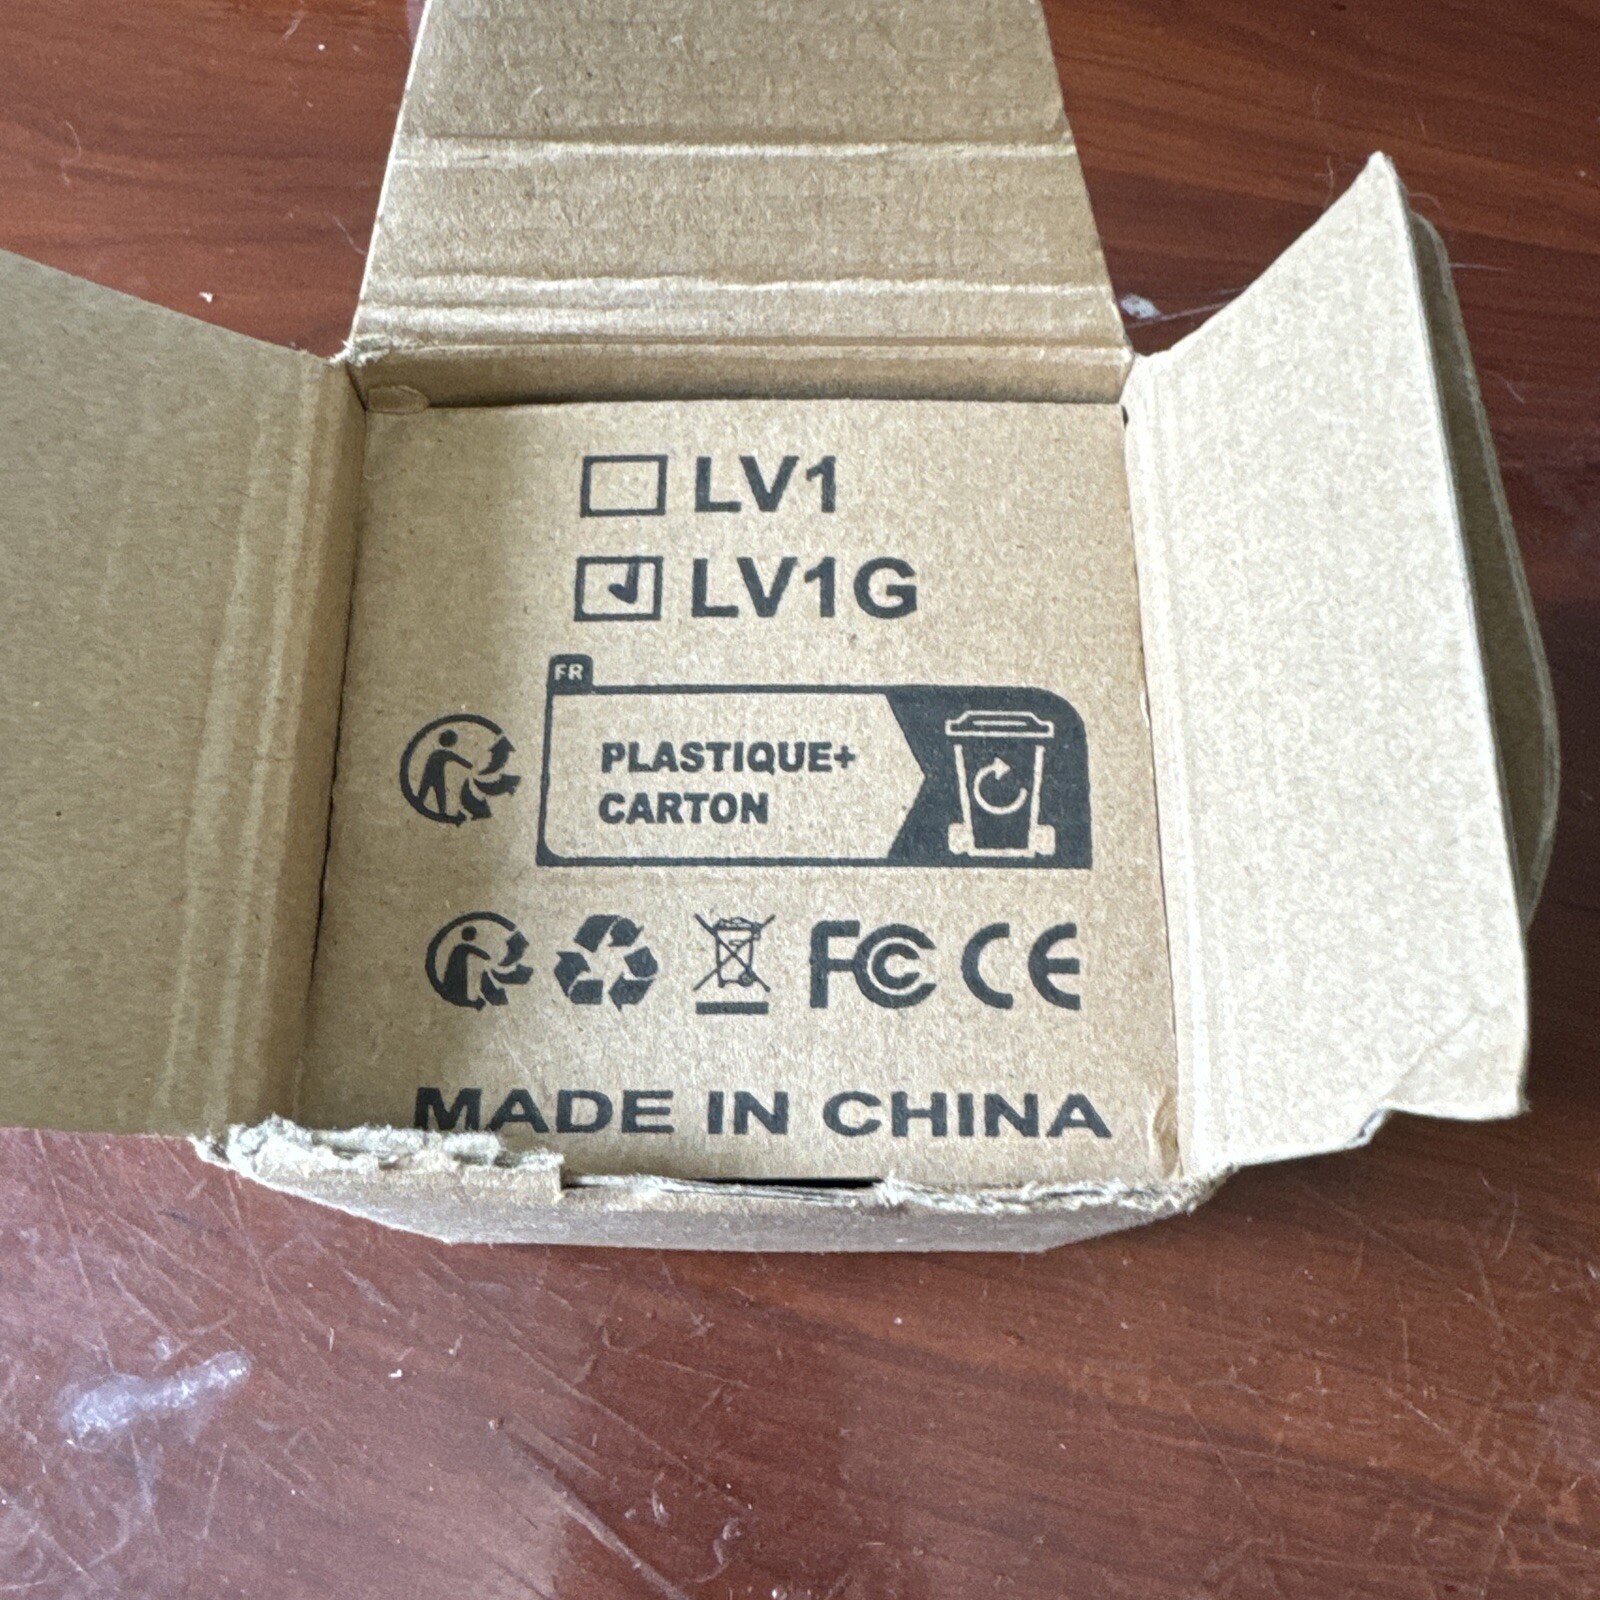 LV1
LV1G
FR
PLASTIQUE+
CARTON
FC CE
MADE IN CHINA